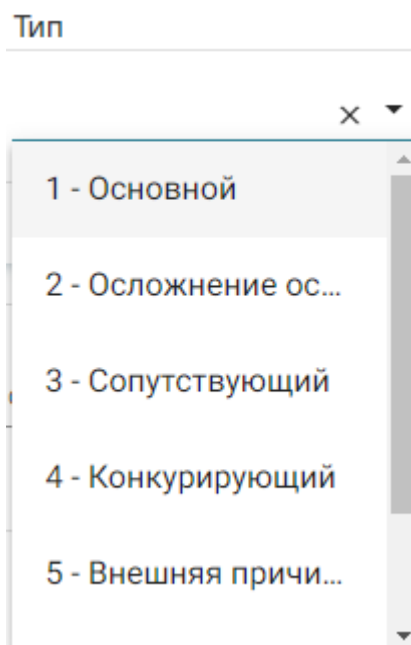 Тип
1 - Основной
2 - Осложнение ос...
3 - Сопутствующий
4 - Конкурирующий
5 - Внешняя причи...